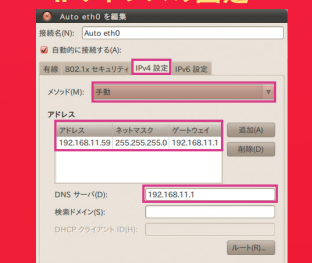 Auto eth0 を編集
接続名(N): Auto eth0
自動的に接続する(A):
有線 802.1x セキュリティ IPv4 設定 IPv6 設定
メソッド(M): 手動
アドレス
アドレス ネットマスク ゲートウェイ 追加(A)
192.168.11.59 255.255.255.0 192.168.11.1
削除(D)
DNS サーバ(D): 192.168.11.1
検索ドメイン(S):
DHCP クライアント ID(H):
ルート(R)...